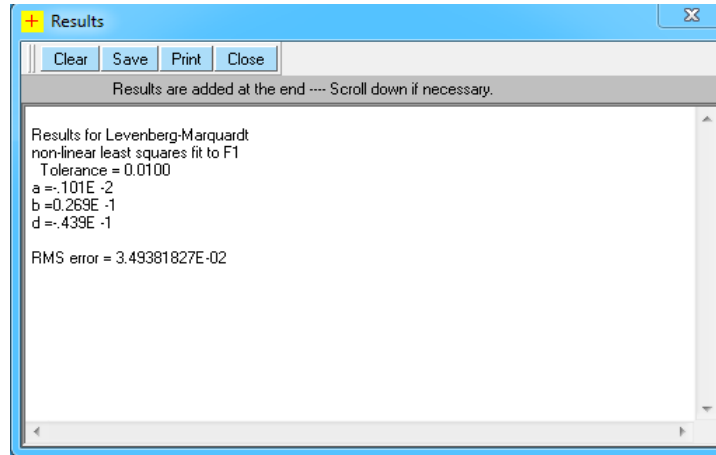 Results
Clear Save Print Close
Results are added at the end ---- Scroll down if necessary.
Results for Levenberg-Marquardt
non-linear least squares fit to F1
Tolerance = 0.0100
a =-.101E -2
b =0.269E -1
d =-.439E -1
RMS error = 3.49381827E-02